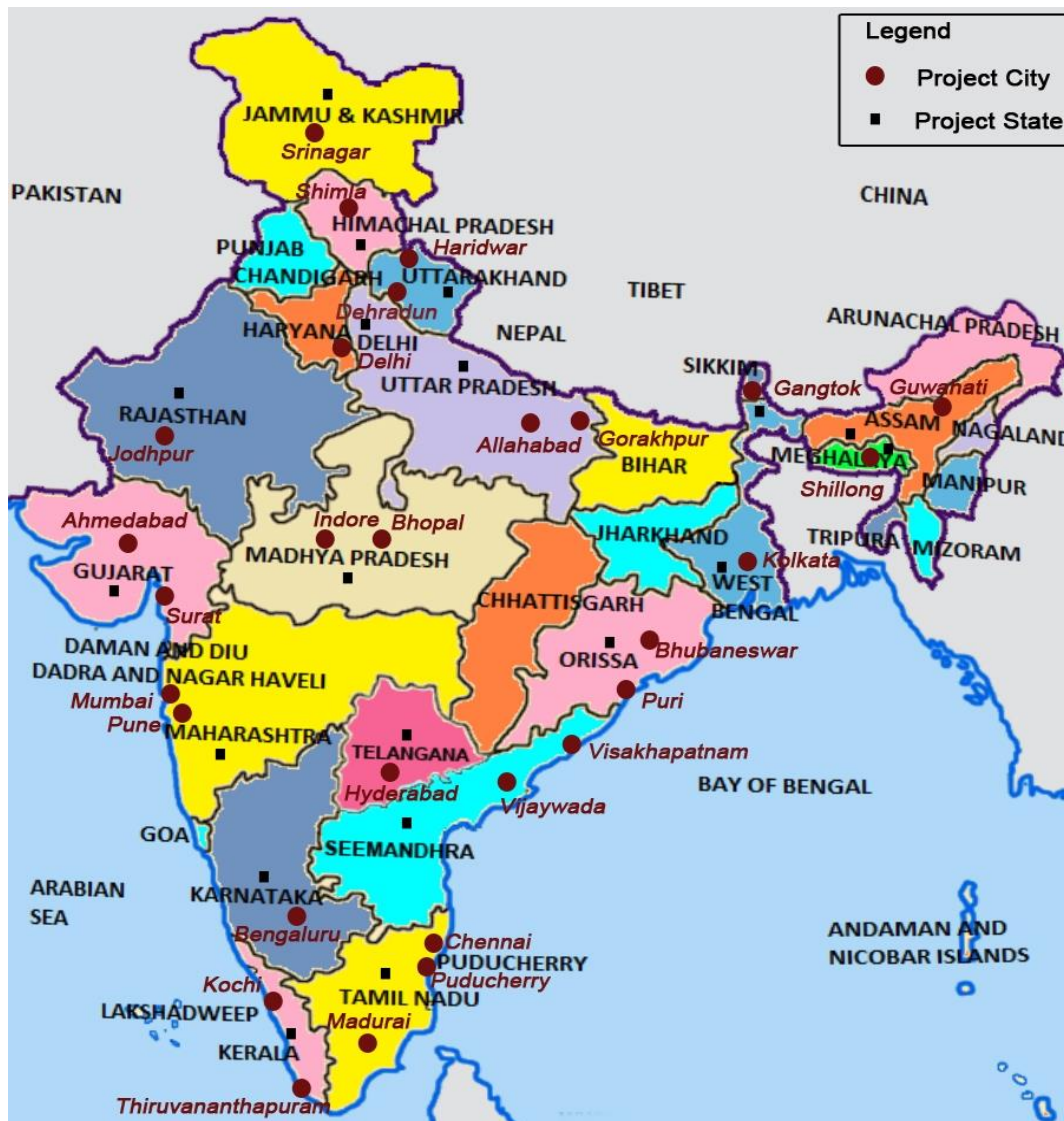 Legend
Project City
Project State
JAMMU & KASHMIR
Srinagar
PAKISTAN
CHINA
Shimla
HIMACHAL PRADESH
PUNJAB
Haridwar
CHANDIGARH
UTTARAKHAND
TIBET
Dehradun
NEPAL
ARUNACHAL PRADESH
HARYANA
DELHI
Delhi
SIKKIM
UTTAR PRADESH
Gangtok
Guwahati
RAJASTHAN
ASSAM
NAGALAND
Jodhpur
Allahabad
Gorakhpur
BIHAR
MEGHALAYA
MANIPUR
Shillong
Ahmedabad
Indore
Bhopal
JHARKHAND
TRIPURA
MIZORAM
MADHYA PRADESH
Kolkata
GUJARAT
WEST
BENGAL
Surat
CHHATTISGARH
DAMAN AND DIU
Bhubaneswar
ORISSA
DADRA AND NAGAR HAVELI
Mumbai
Puri
Pune
MAHARASHTRA
TELANGANA
Visakhapatnam
Hyderabad
Vijaywada
BAY OF BENGAL
GOA
SEEMANDHRA
ARABIAN
SEA
KARNATAKA
Bengaluru
ANDAMAN AND
NICOBAR ISLANDS
Chennai
PUDUCHERRY
Puducherry
Kochi
TAMIL NADU
LAKSHADWEEP
Madurai
KERALA
Thiruvananthapuram